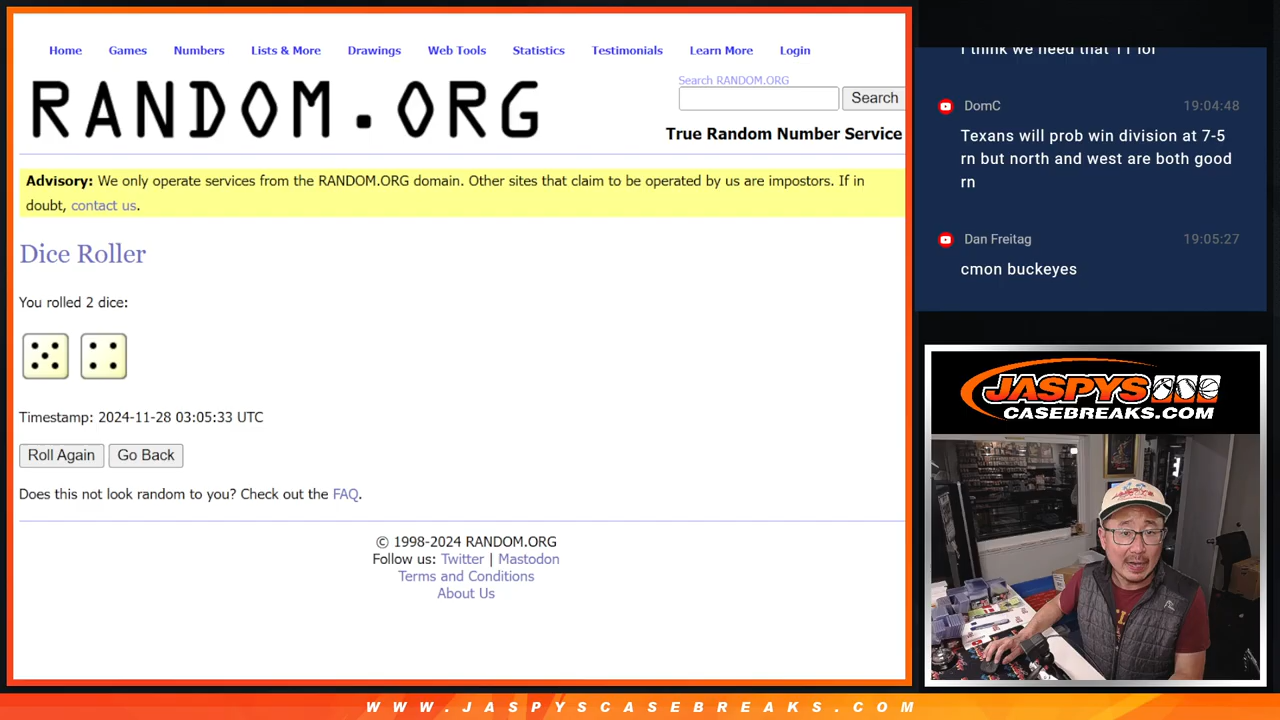 Home Games Numbers Lists & More Drawings Web Tools Statistics Testimonials Learn More Login
RANDOM.ORG
Search RANDOM.ORG
Search
True Random Number Service
Advisory: We only operate services from the RANDOM.ORG domain. Other sites that claim to be operated by us are impostors. If in
doubt, contact us.
Dice Roller
You rolled 2 dice:
Timestamp: 2024-11-28 03:05:33 UTC
Roll Again Go Back
Does this not look random to you? Check out the FAQ.
© 1998-2024 RANDOM.ORG
Follow us: Twitter | Mastodon
Terms and Conditions
About Us
I think we need that 11 lol
DomC 19:04:48
Texans will prob win division at 7-5
rn but north and west are both good
rn
Dan Freitag 19:05:27
cmon buckeyes
JASPYS
CASEBREAKS.COM
WWW.JASPYSCASEBREAKS.COM